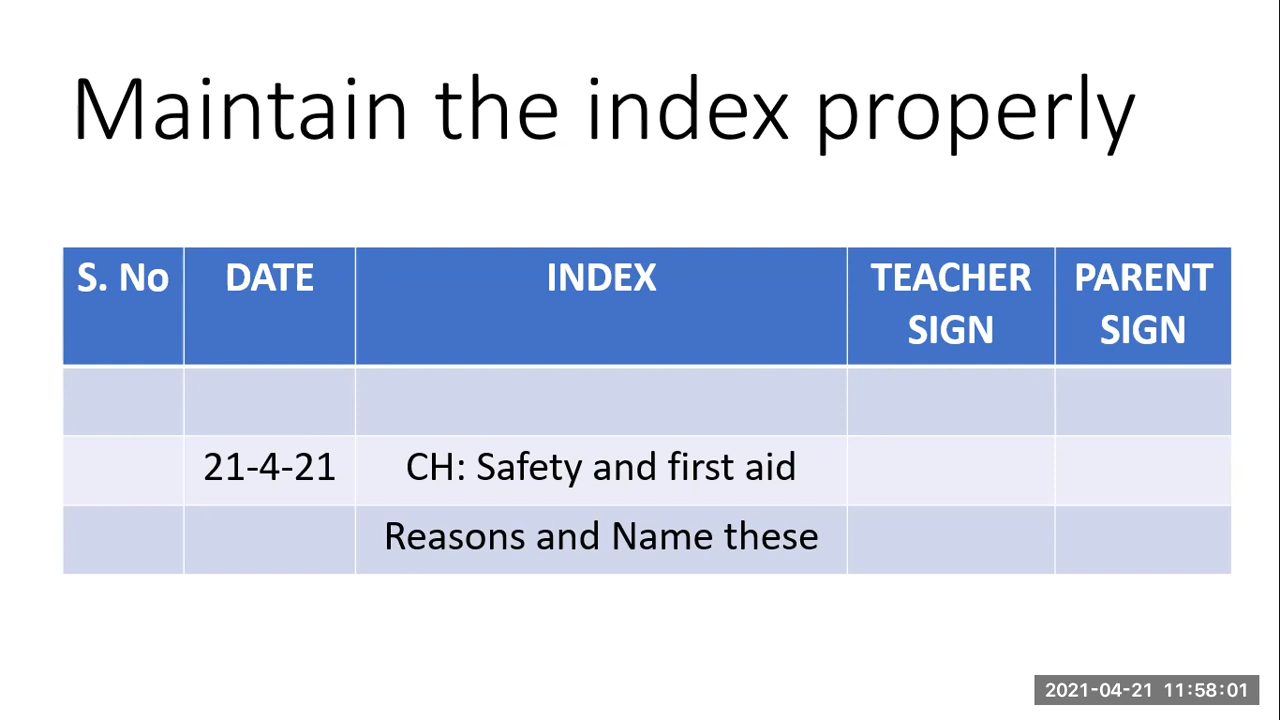 Maintain the index properly
S. No DATE INDEX TEACHER SIGN PARENT SIGN
21-4-21 CH: Safety and first aid
Reasons and Name these
2021-04-21 11:58:01